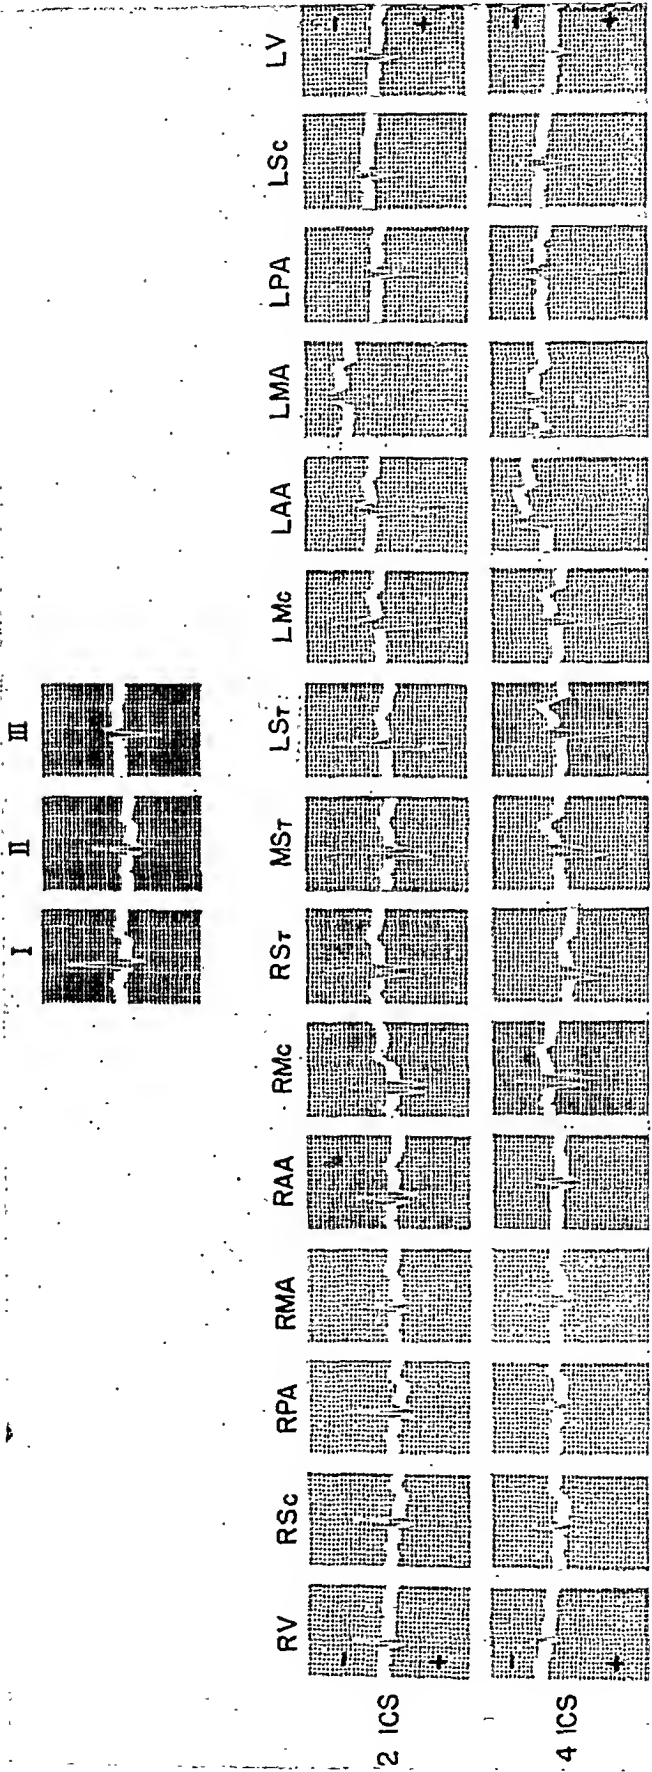 I II III
RV RSc RPA RMA RAA RMc RST MST LST LMc LAA LMA LPA LSc LV
− −
2 ICS
+ +
− −
4 ICS
+ +